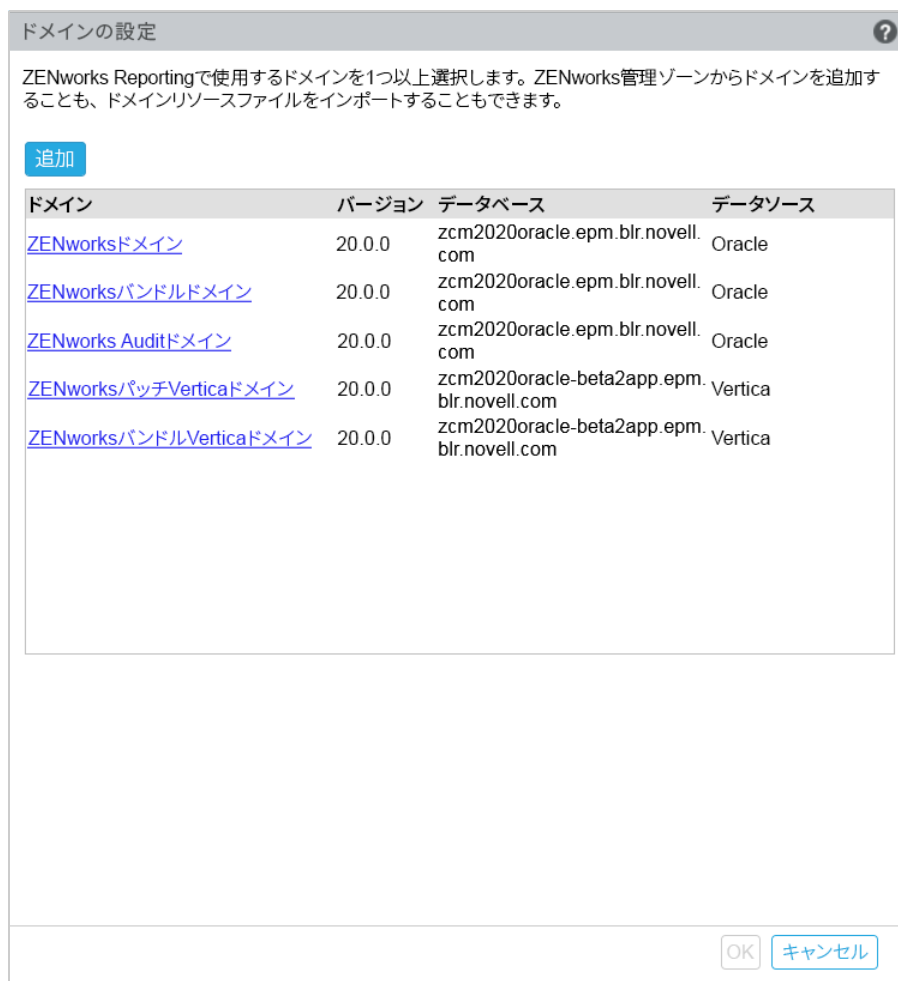 ドメインの設定
?
ZENworks Reportingで使用するドメインを1つ以上選択します。ZENworks管理ゾーンからドメインを追加す
ることも、ドメインリソースファイルをインポートすることもできます。
追加
ドメイン バージョン データベース データソース
ZENworksドメイン 20.0.0 zcm2020oracle.epm.blr.novell. Oracle
com
ZENworksバンドルドメイン 20.0.0 zcm2020oracle.epm.blr.novell. Oracle
com
ZENworks Auditドメイン 20.0.0 zcm2020oracle.epm.blr.novell. Oracle
com
ZENworksパッチVerticaドメイン 20.0.0 zcm2020oracle-beta2app.epm. Vertica
blr.novell.com
ZENworksバンドルVerticaドメイン 20.0.0 zcm2020oracle-beta2app.epm. Vertica
blr.novell.com
OK キャンセル